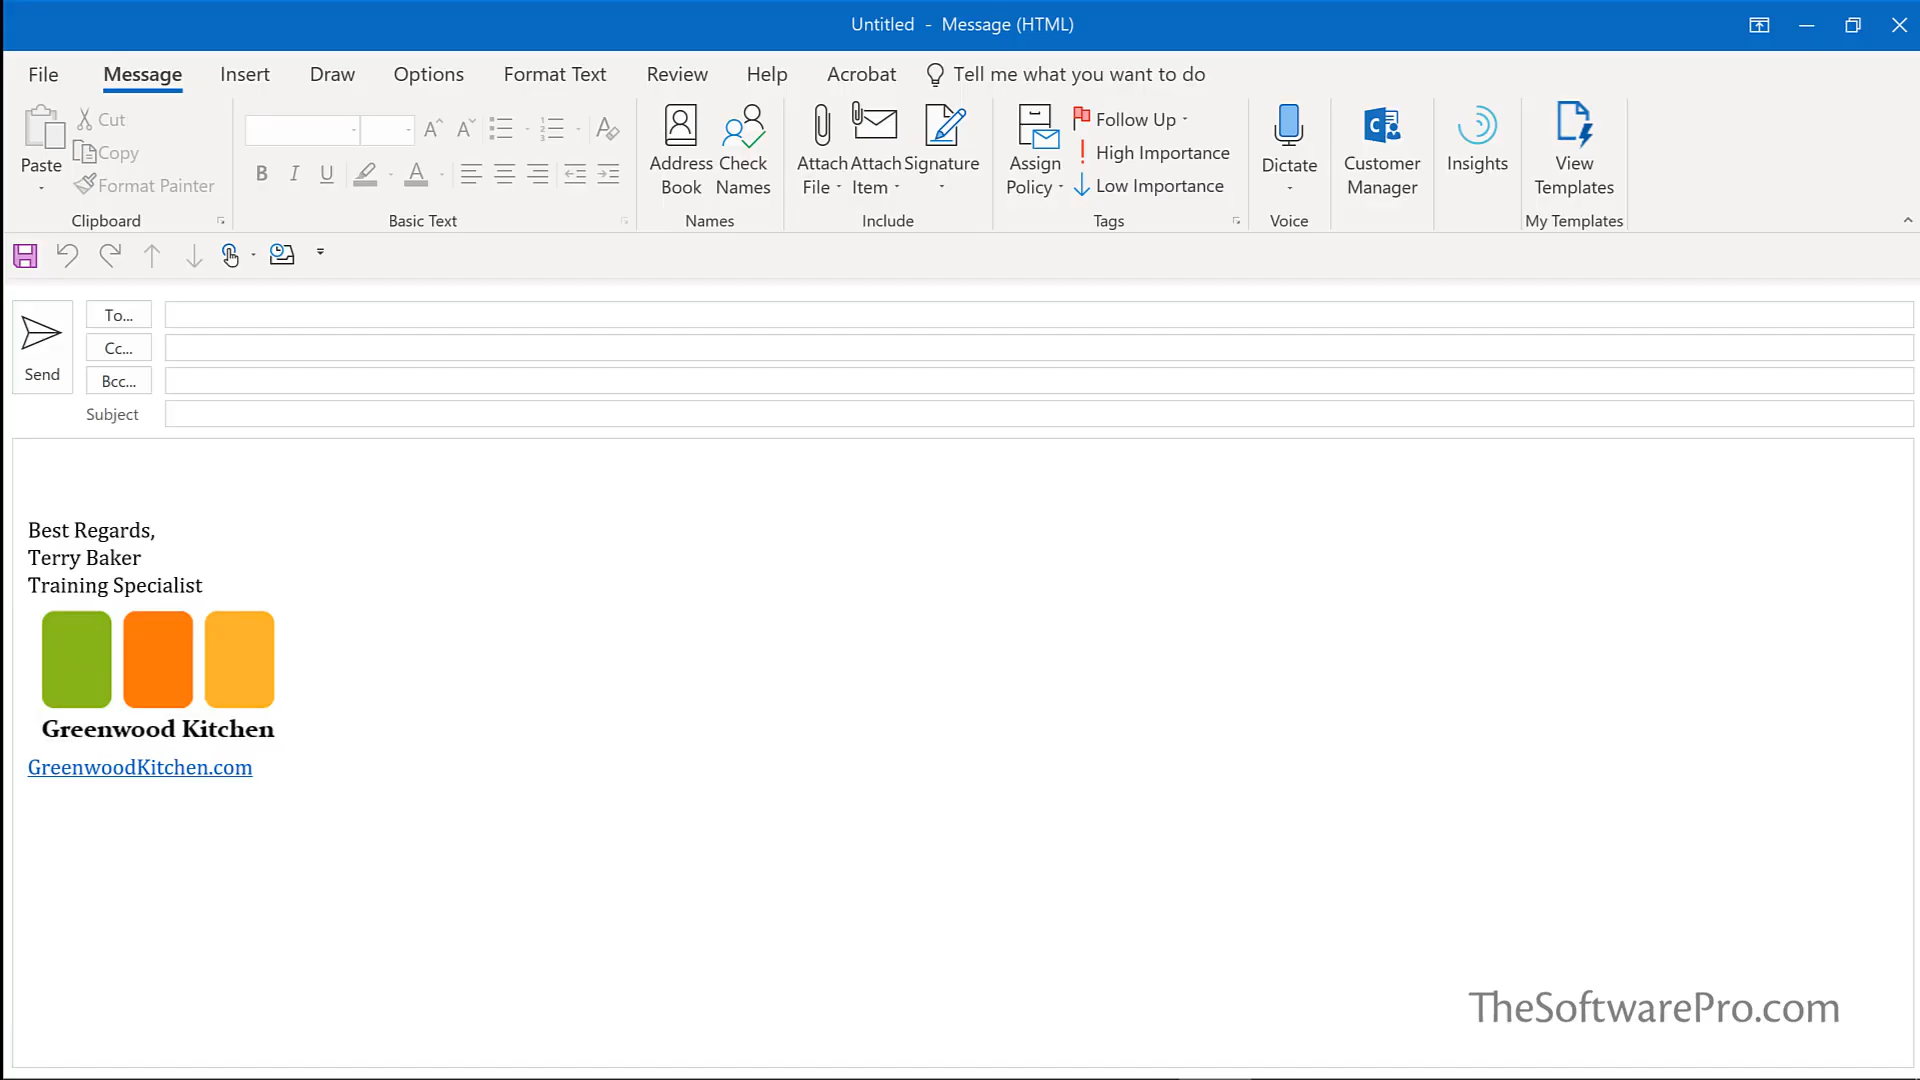 Untitled - Message (HTML)
File Message Insert Draw Options Format Text Review Help Acrobat Tell me what you want to do
Paste
Cut
Copy
Format Painter
Clipboard
B I U A
Basic Text
Address Book
Check Names
Names
Attach File
Attach Item
Signature
Include
Assign Policy
Follow Up
High Importance
Low Importance
Tags
Dictate
Voice
Customer Manager
Insights
View Templates
My Templates
Send
To...
Cc...
Bcc...
Subject
Best Regards,
Terry Baker
Training Specialist
Greenwood Kitchen
GreenwoodKitchen.com
TheSoftwarePro.com